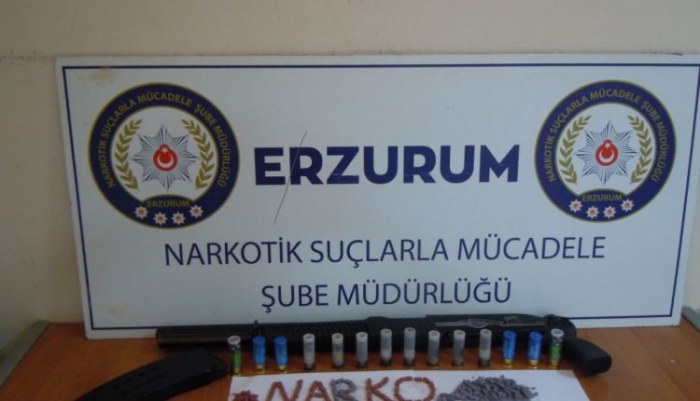 NARKOTİK SUÇLARLA MÜCADELE ŞUBE MÜDÜRLÜĞÜ
ERZURUM
ERZURUM
NARKOTİK SUÇLARLA MÜCADELE ŞUBE MÜDÜRLÜĞÜ
ERZURUM
NARKOTİK SUÇLARLA MÜCADELE
ŞUBE MÜDÜRLÜĞÜ
NARKO